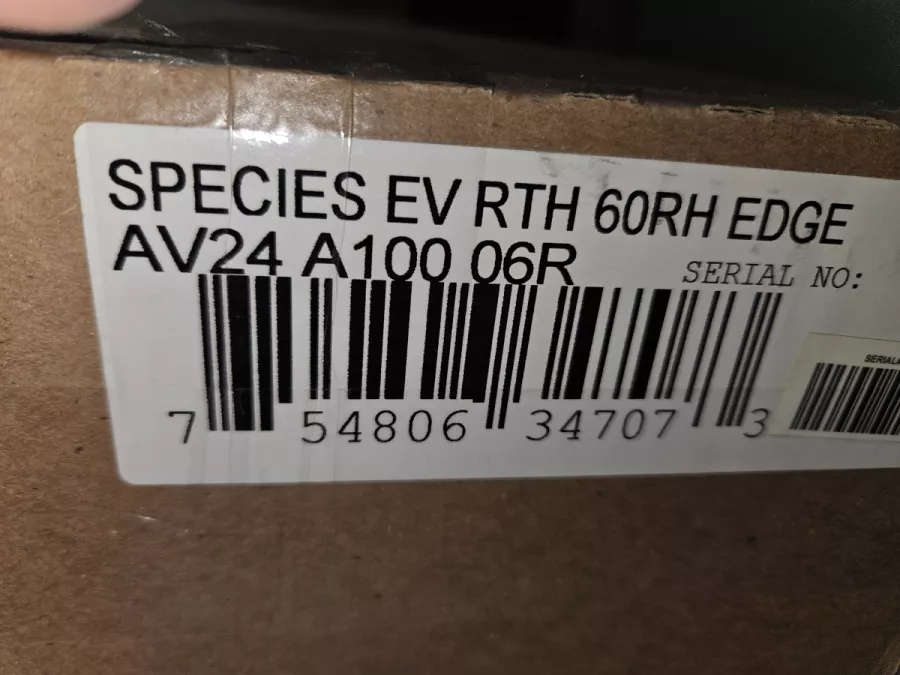 SPECIES EV RTH 60RH EDGE
AV24 A100 06R
SERIAL NO:
7 54806 34707 3